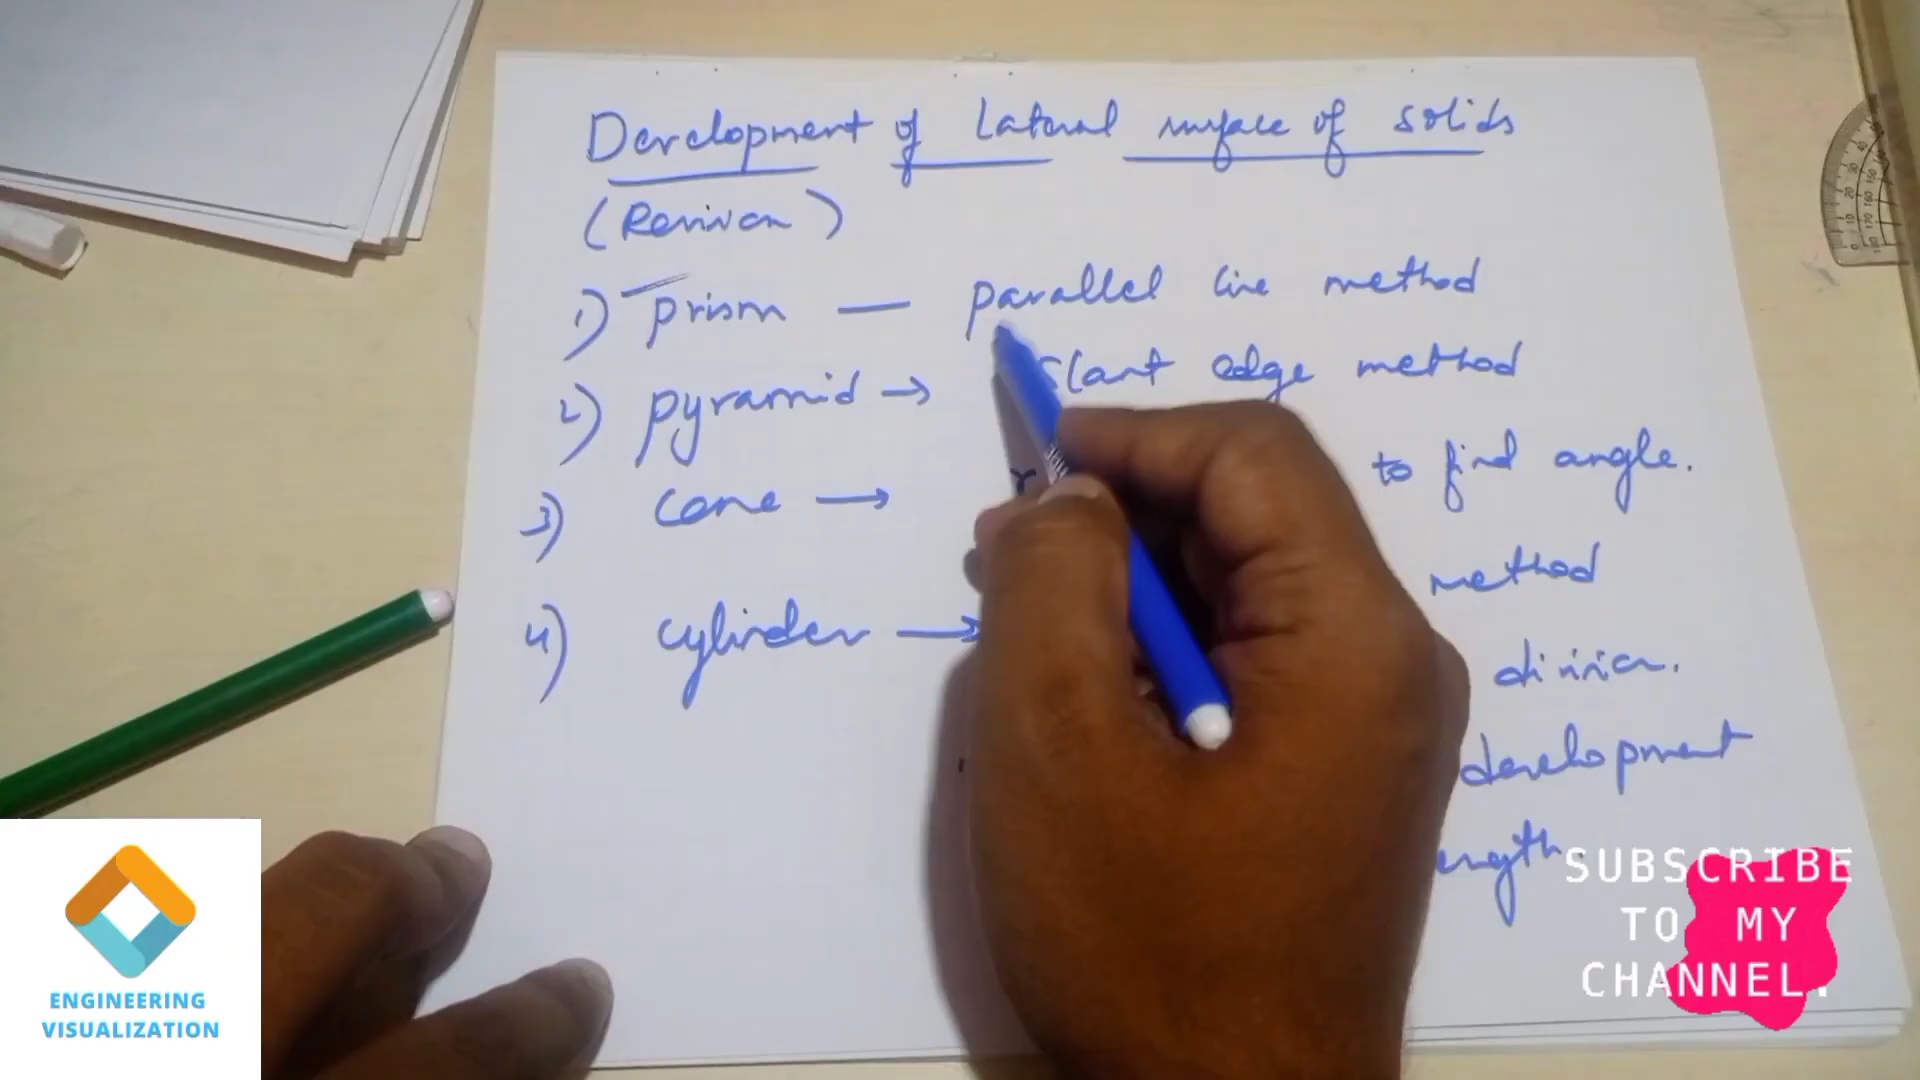 Development of Lateral surface of solids
(Revision)
1) prism — parallel line method
2) pyramid → slant edge method
to find angle.
3) cone →
method
4) cylinder → division.
development
ength.
ENGINEERING
VISUALIZATION
SUBSCRIBE
TO MY
CHANNEL.